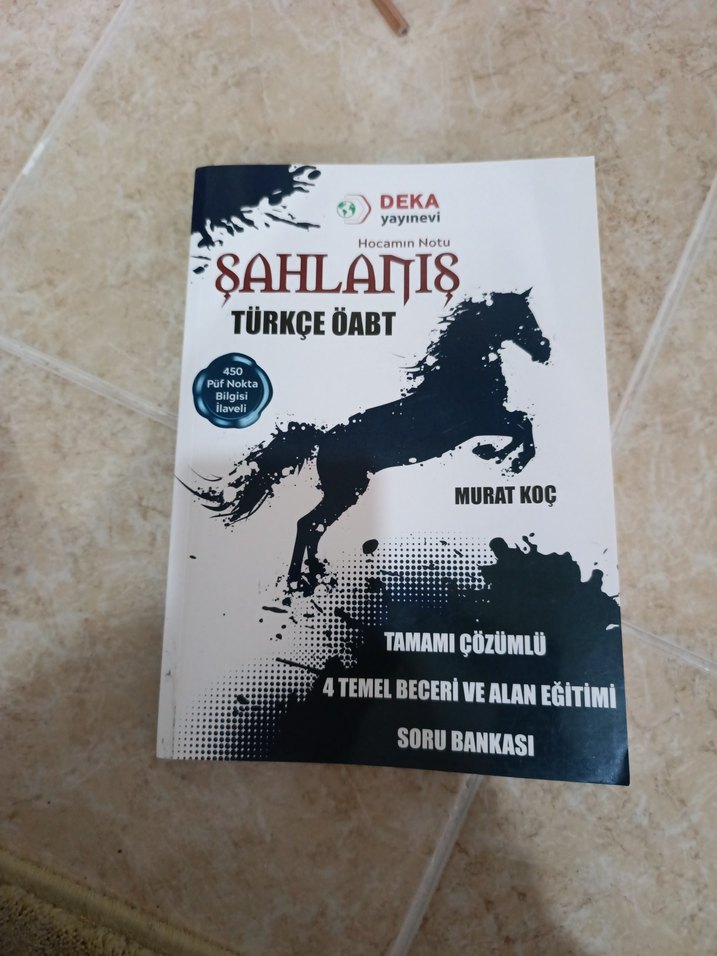 DEKA
yayınevi
Hocamın Notu
ŞAHLANIŞ
TÜRKÇE ÖABT
450
Püf Nokta
Bilgisi
İlaveli
MURAT KOÇ
TAMAMI ÇÖZÜMLÜ
4 TEMEL BECERİ VE ALAN EĞİTİMİ
SORU BANKASI